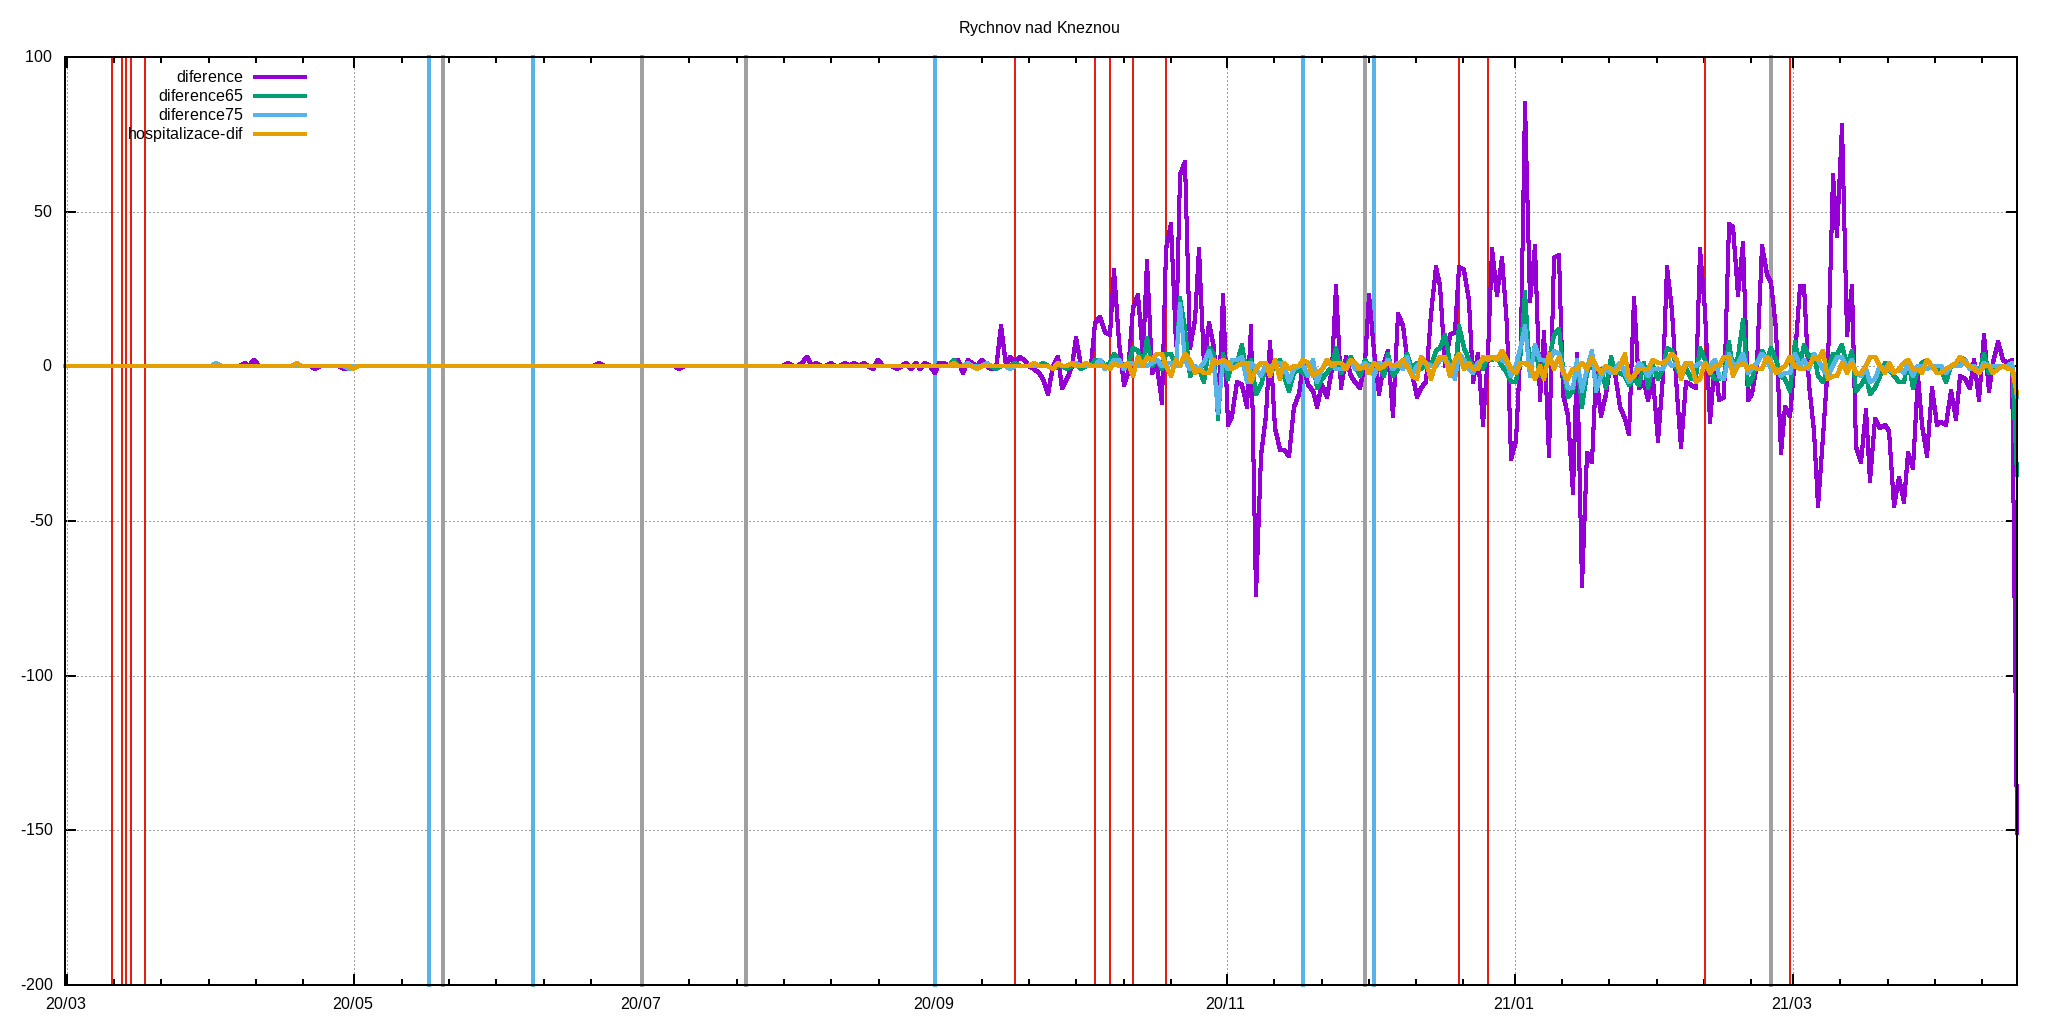 Rychnov nad Kneznou
100
50
0
-50
-100
-150
-200
diference
diference65
diference75
hospitalizace-dif
20/03 20/05 20/07 20/09 20/11 21/01 21/03